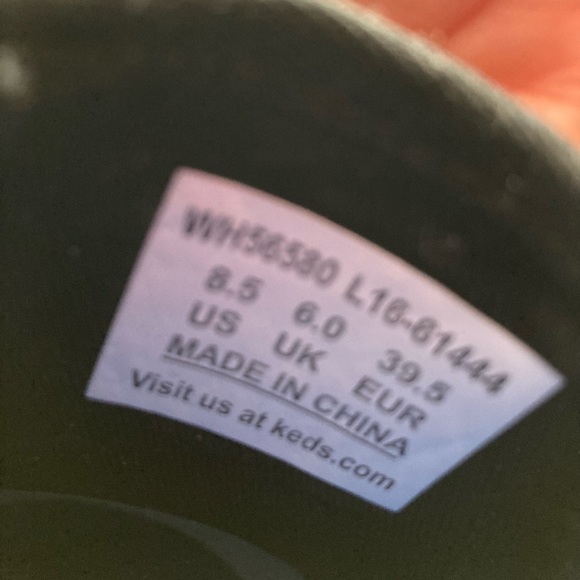 WH56580 L16-61444
8.5 6.0 39.5
US UK EUR
MADE IN CHINA
Visit us at keds.com